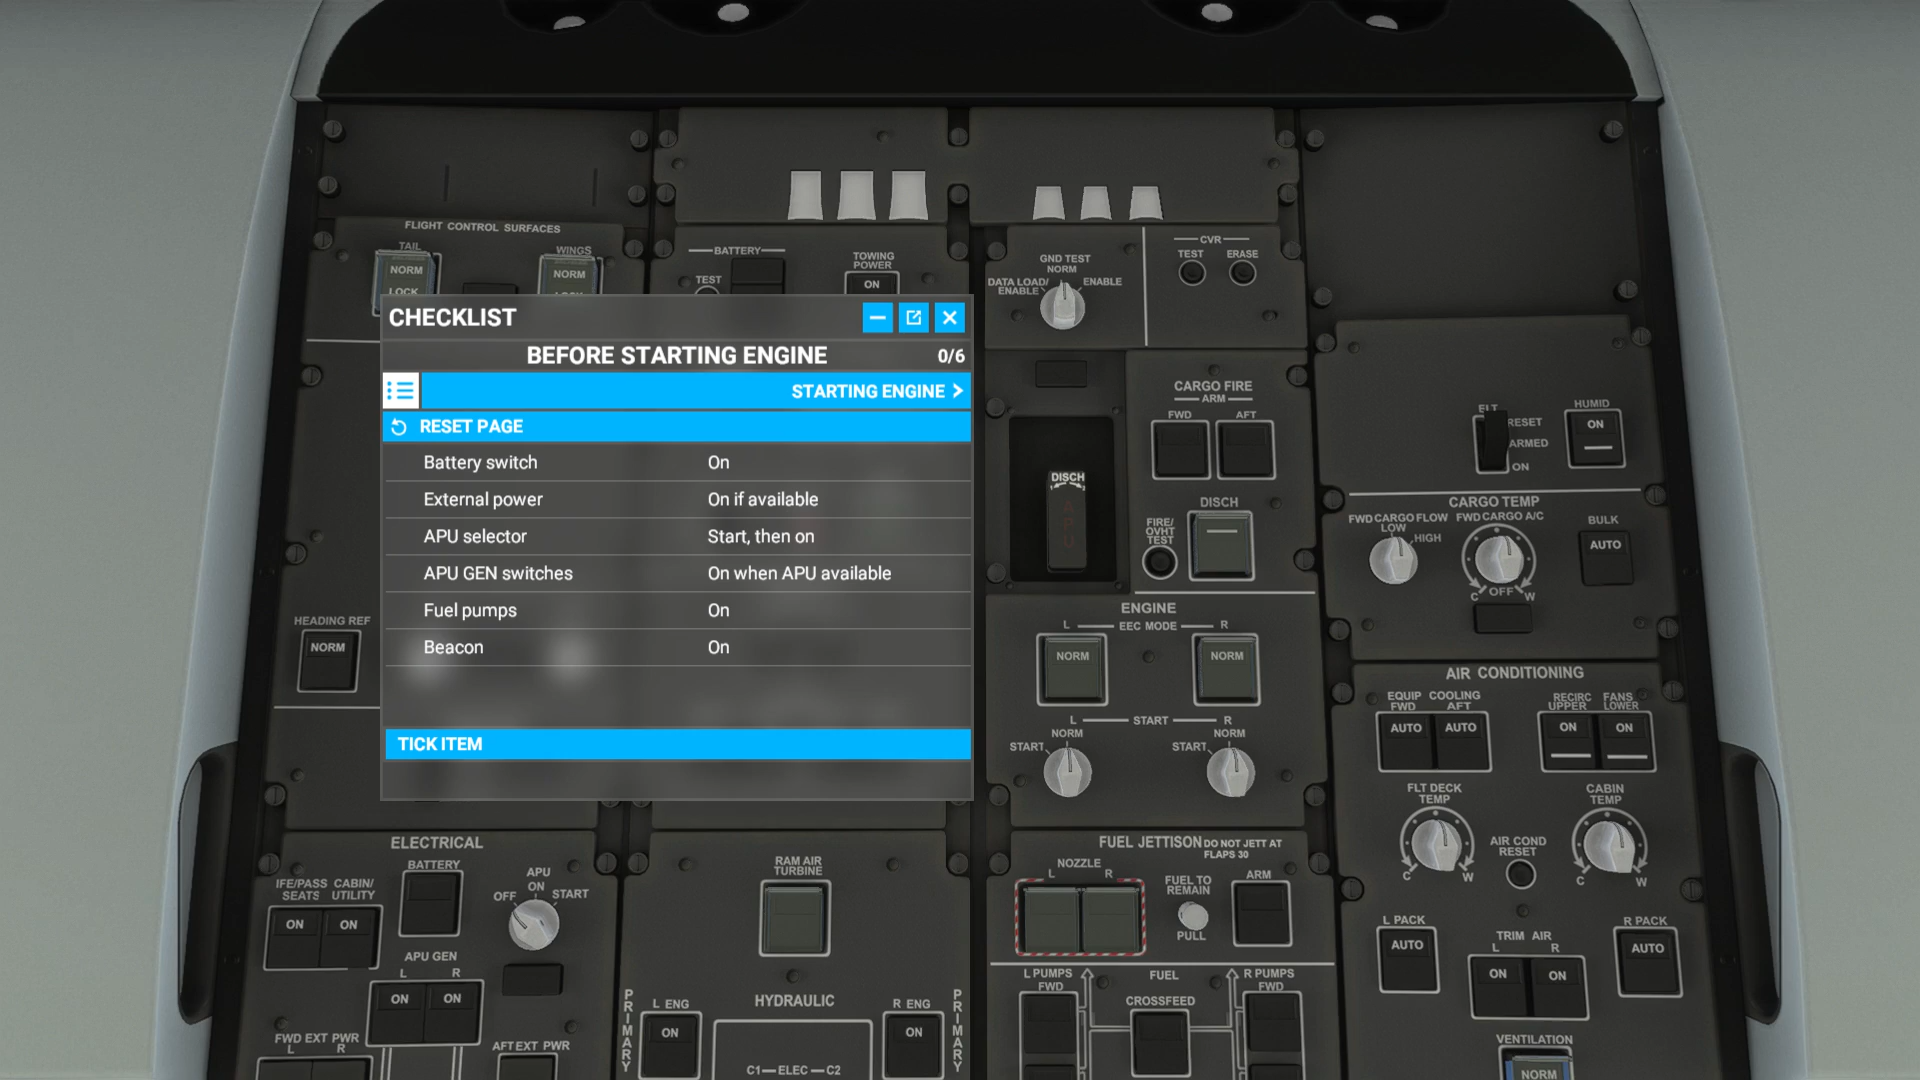 FLIGHT CONTROL SURFACES
TAIL
WINGS
NORM
NORM
LOCK
BATTERY
TEST
TOWING
POWER
ON
GND TEST
NORM
DATA LOAD/
ENABLE
ENABLE
CVR
TEST
ERASE
CHECKLIST
BEFORE STARTING ENGINE
0/6
STARTING ENGINE >
RESET PAGE
Battery switch On
External power On if available
APU selector Start, then on
APU GEN switches On when APU available
Fuel pumps On
Beacon On
TICK ITEM
CARGO FIRE
ARM
FWD
AFT
DISCH
APU
DISCH
FIRE/
OVHT
TEST
ELT
RESET
ARMED
ON
HUMID
ON
CARGO TEMP
FWD CARGO FLOW
LOW
HIGH
FWD CARGO A/C
C OFF W
BULK
AUTO
HEADING REF
NORM
ENGINE
L EEC MODE R
NORM
NORM
L START R
NORM
START
NORM
START
AIR CONDITIONING
EQUIP COOLING
FWD AFT
AUTO
AUTO
RECIRC FANS
UPPER LOWER
ON
ON
FLT DECK
TEMP
C W
AIR COND
RESET
CABIN
TEMP
C W
L PACK
AUTO
TRIM AIR
L R
ON
ON
R PACK
AUTO
VENTILATION
NORM
ELECTRICAL
BATTERY
IFE/PASS
SEATS
CABIN/
UTILITY
ON
ON
APU
ON
OFF
START
APU GEN
L R
ON
ON
FWD EXT PWR
L R
AFT EXT PWR
RAM AIR
TURBINE
HYDRAULIC
PRIMARY
L ENG
ON
R ENG
ON
PRIMARY
C1 ELEC C2
FUEL JETTISON DO NOT JETT AT
FLAPS 30
NOZZLE
L R
FUEL TO
REMAIN
PULL
ARM
L PUMPS
FWD
FUEL
CROSSFEED
R PUMPS
FWD